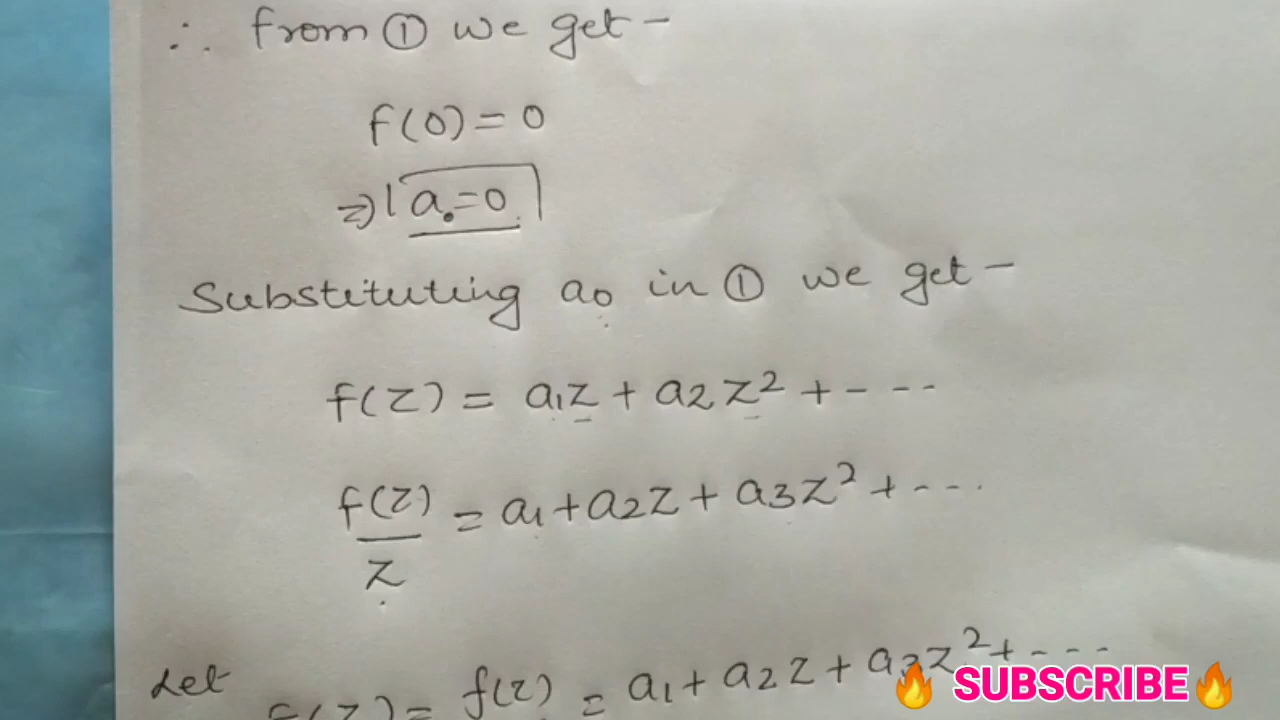 ∴ from ① we get -
f(0) = 0
⇒ a₀ = 0
Substituting a₀ in ① we get -
f(z) = a₁z + a₂z² + - - -
f(z)/z = a₁ + a₂z + a₃z² + - - -
Let
F(z) = f(z) = a₁ + a₂z + a₃z² + - - -
🔥 SUBSCRIBE🔥